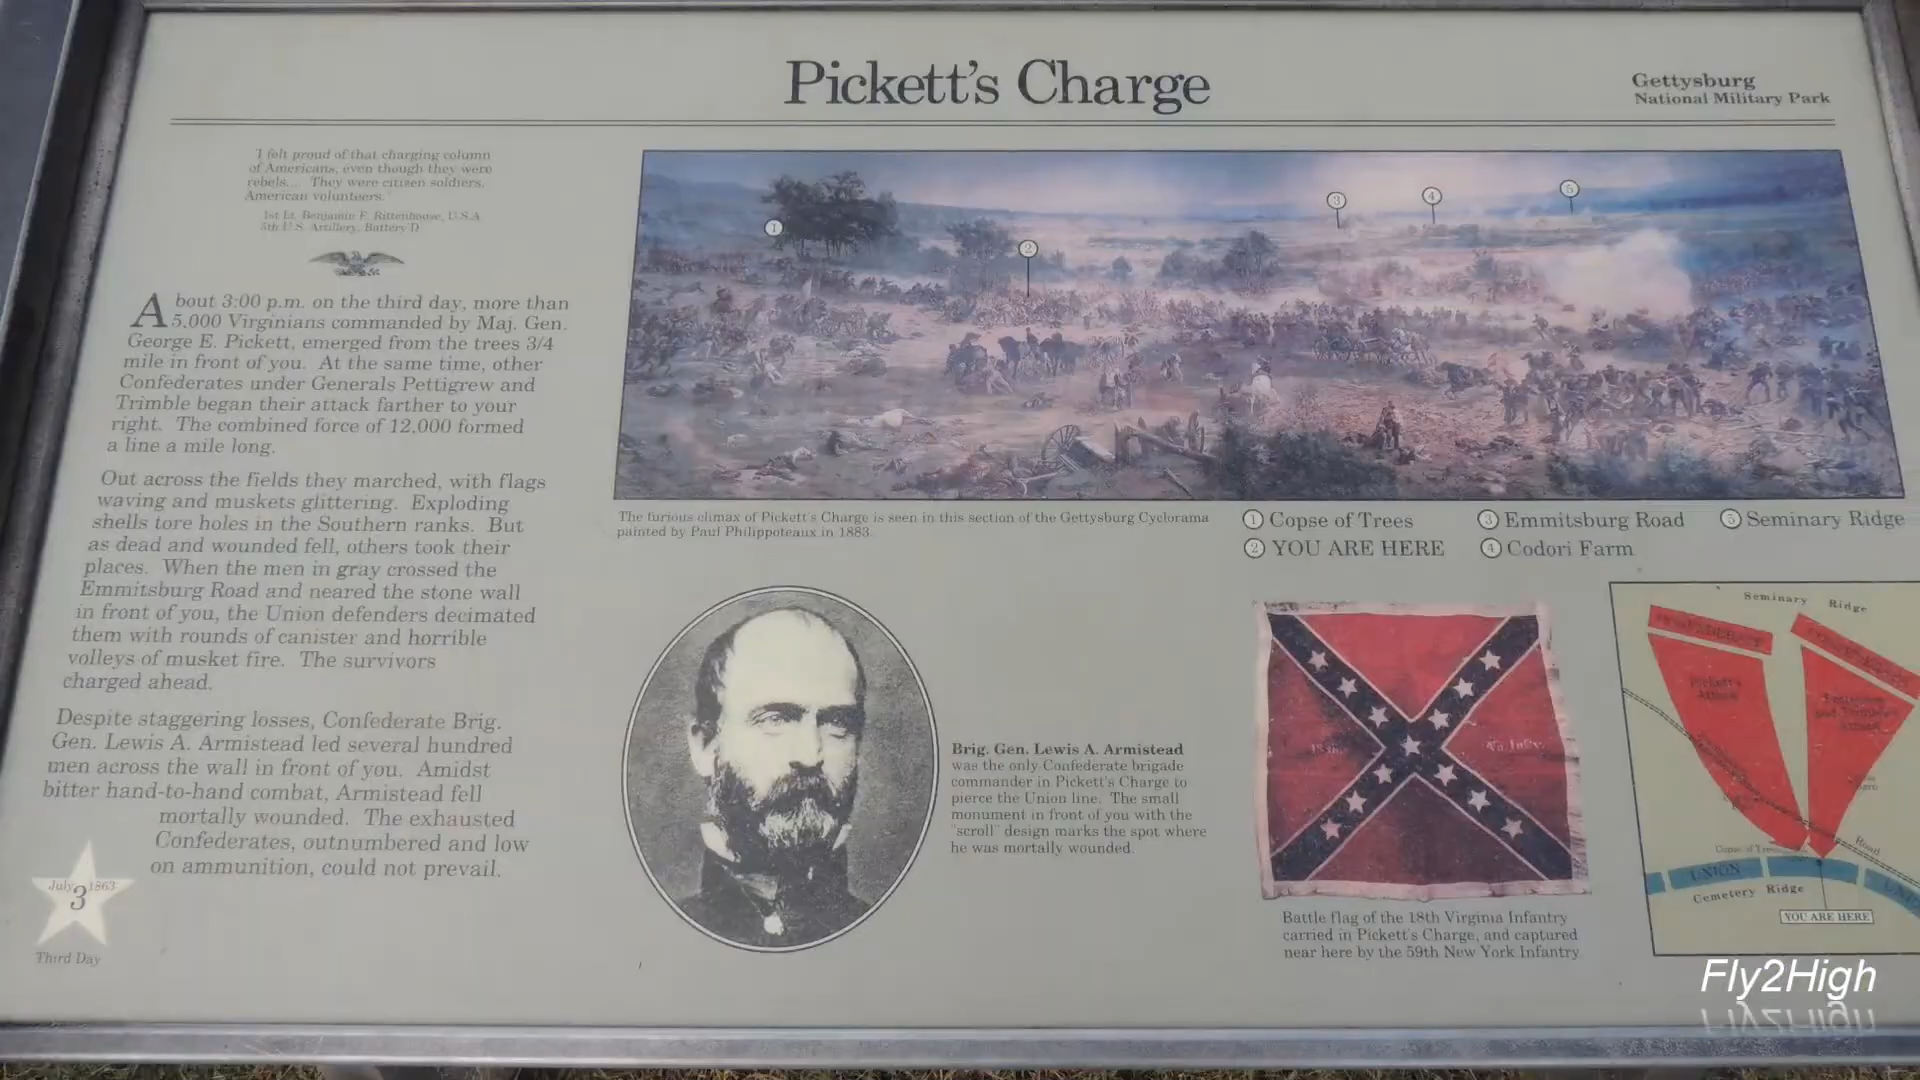 Pickett's Charge
Gettysburg
National Military Park
"I felt proud of that charging column
of Americans, even though they were
rebels... They were citizen soldiers,
American volunteers."
1st Lt. Benjamin F. Rittenhouse, U.S.A.
5th U.S. Artillery, Battery D
About 3:00 p.m. on the third day, more than
5,000 Virginians commanded by Maj. Gen.
George E. Pickett, emerged from the trees 3/4
mile in front of you. At the same time, other
Confederates under Generals Pettigrew and
Trimble began their attack farther to your
right. The combined force of 12,000 formed
a line a mile long.
Out across the fields they marched, with flags
waving and muskets glittering. Exploding
shells tore holes in the Southern ranks. But
as dead and wounded fell, others took their
places. When the men in gray crossed the
Emmitsburg Road and neared the stone wall
in front of you, the Union defenders decimated
them with rounds of canister and horrible
volleys of musket fire. The survivors
charged ahead.
Despite staggering losses, Confederate Brig.
Gen. Lewis A. Armistead led several hundred
men across the wall in front of you. Amidst
bitter hand-to-hand combat, Armistead fell
mortally wounded. The exhausted
Confederates, outnumbered and low
on ammunition, could not prevail.
July 1863
3
Third Day
1
2
3
4
5
The furious climax of Pickett's Charge is seen in this section of the Gettysburg Cyclorama
painted by Paul Philippoteaux in 1883.
1 Copse of Trees
2 YOU ARE HERE
3 Emmitsburg Road
4 Codori Farm
5 Seminary Ridge
Brig. Gen. Lewis A. Armistead
was the only Confederate brigade
commander in Pickett's Charge to
pierce the Union line. The small
monument in front of you with the
"scroll" design marks the spot where
he was mortally wounded.
Battle flag of the 18th Virginia Infantry
carried in Pickett's Charge, and captured
near here by the 59th New York Infantry
Seminary Ridge
Pickett's
Attack
Road
Copse of Trees
UNION
Cemetery Ridge
YOU ARE HERE
Fly2High